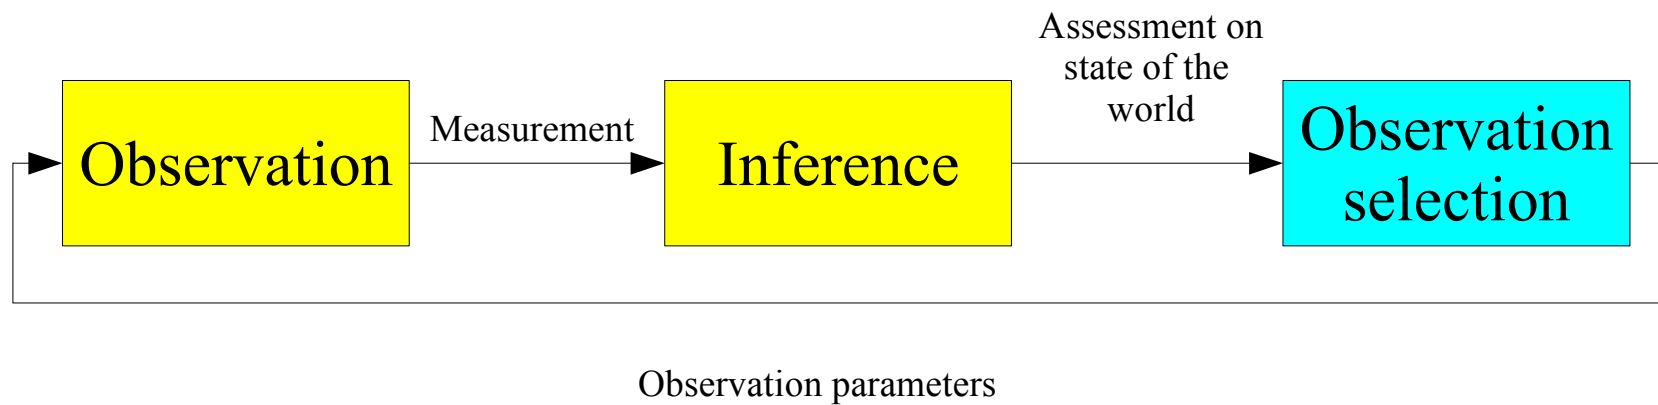 Assessment on
state of the
world
Observation
Measurement
Inference
Observation
selection
Observation parameters